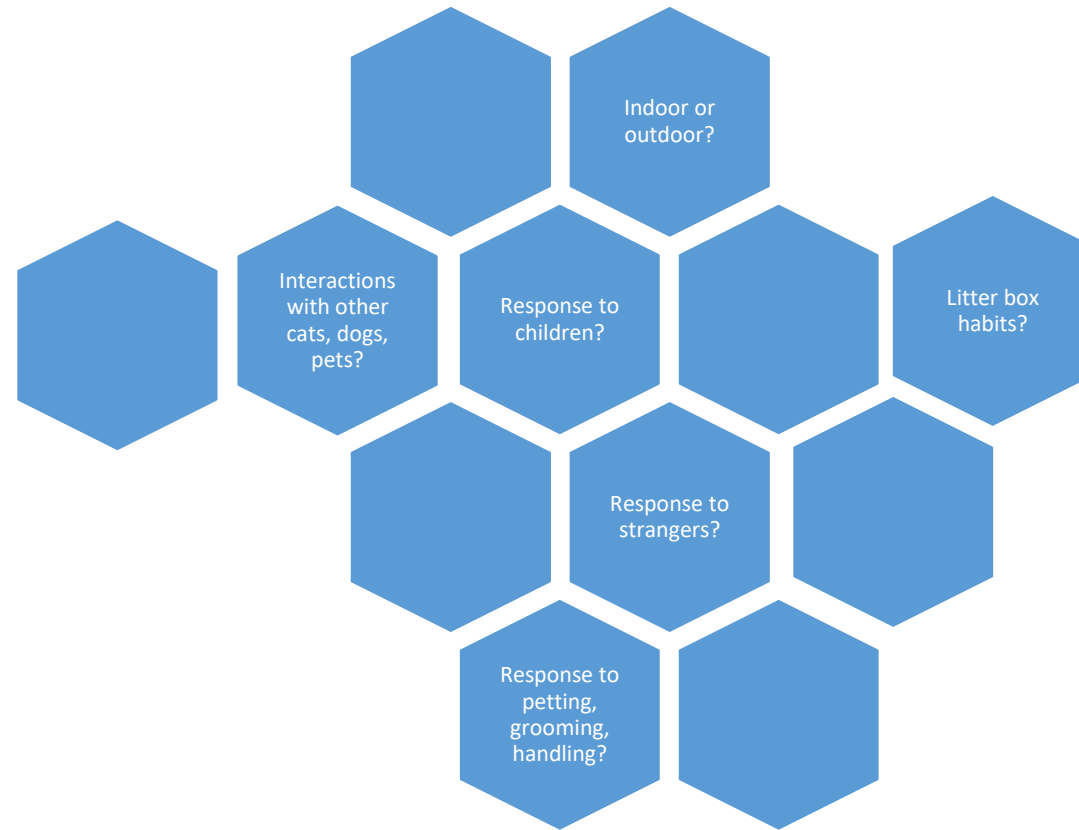 Indoor or
outdoor?
Interactions
with other
cats, dogs,
pets?
Response to
children?
Litter box
habits?
Response to
strangers?
Response to
petting,
grooming,
handling?